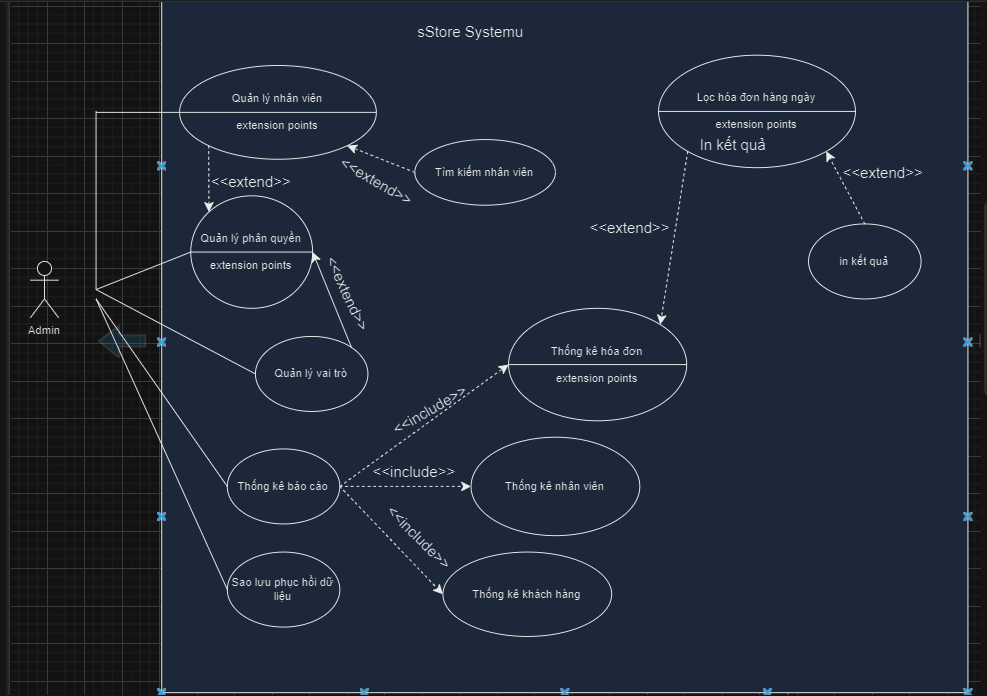 sStore Systemu
Quản lý nhân viên
extension points
Lọc hóa đơn hàng ngày
extension points
In kết quả
<<extend>>
Tìm kiếm nhân viên
<<extend>>
<<extend>>
Quản lý phân quyền
extension points
<<extend>>
in kết quả
<<extend>>
Admin
Quản lý vai trò
Thống kê hóa đơn
extension points
<<include>>
Thống kê báo cáo
<<include>>
Thống kê nhân viên
<<include>>
Sao lưu phục hồi dữ
liệu
Thống kê khách hàng